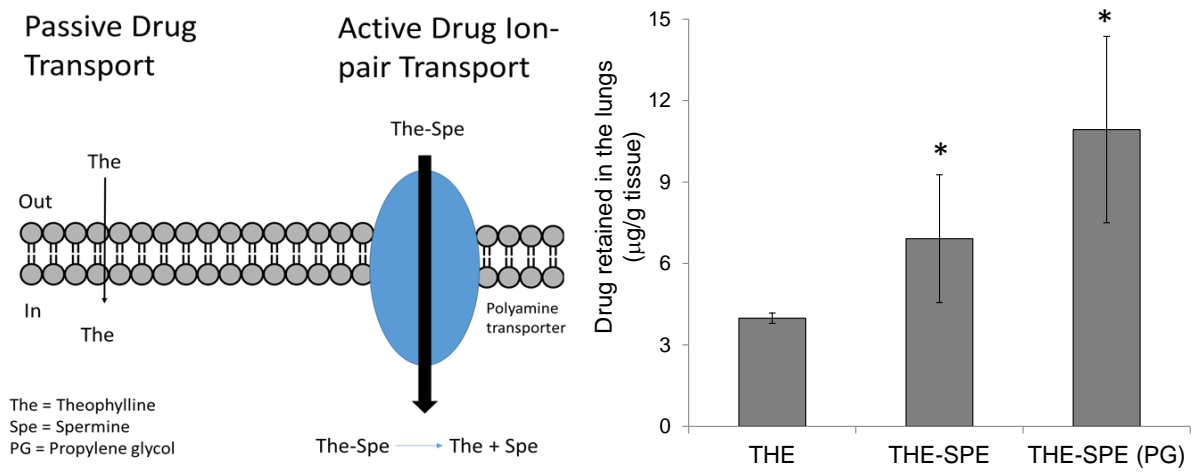 Passive Drug
Transport
Active Drug Ion-
pair Transport
The
The-Spe
Out
In
The
Polyamine
transporter
The = Theophylline
Spe = Spermine
PG = Propylene glycol
The-Spe
The + Spe
Drug retained in the lungs
(µg/g tissue)
15
12
9
6
3
0
*
*
THE
THE-SPE
THE-SPE (PG)